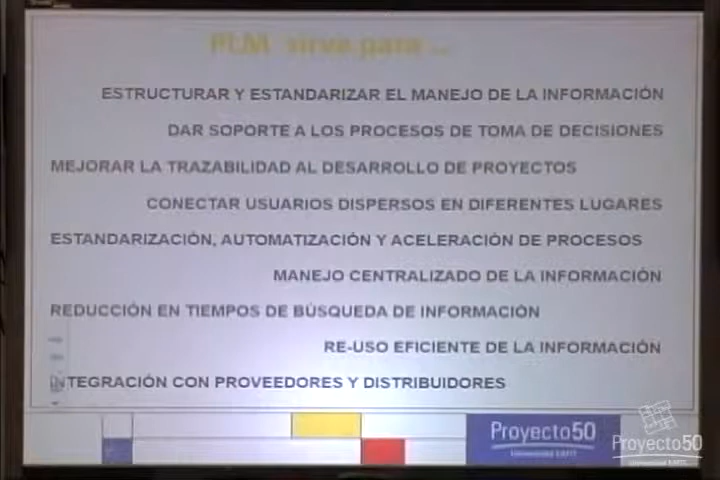 PLM sirve para ...
ESTRUCTURAR Y ESTANDARIZAR EL MANEJO DE LA INFORMACIÓN
DAR SOPORTE A LOS PROCESOS DE TOMA DE DECISIONES
MEJORAR LA TRAZABILIDAD AL DESARROLLO DE PROYECTOS
CONECTAR USUARIOS DISPERSOS EN DIFERENTES LUGARES
ESTANDARIZACIÓN, AUTOMATIZACIÓN Y ACELERACIÓN DE PROCESOS
MANEJO CENTRALIZADO DE LA INFORMACIÓN
REDUCCIÓN EN TIEMPOS DE BÚSQUEDA DE INFORMACIÓN
RE-USO EFICIENTE DE LA INFORMACIÓN
INTEGRACIÓN CON PROVEEDORES Y DISTRIBUIDORES
Proyecto50
Proyecto50